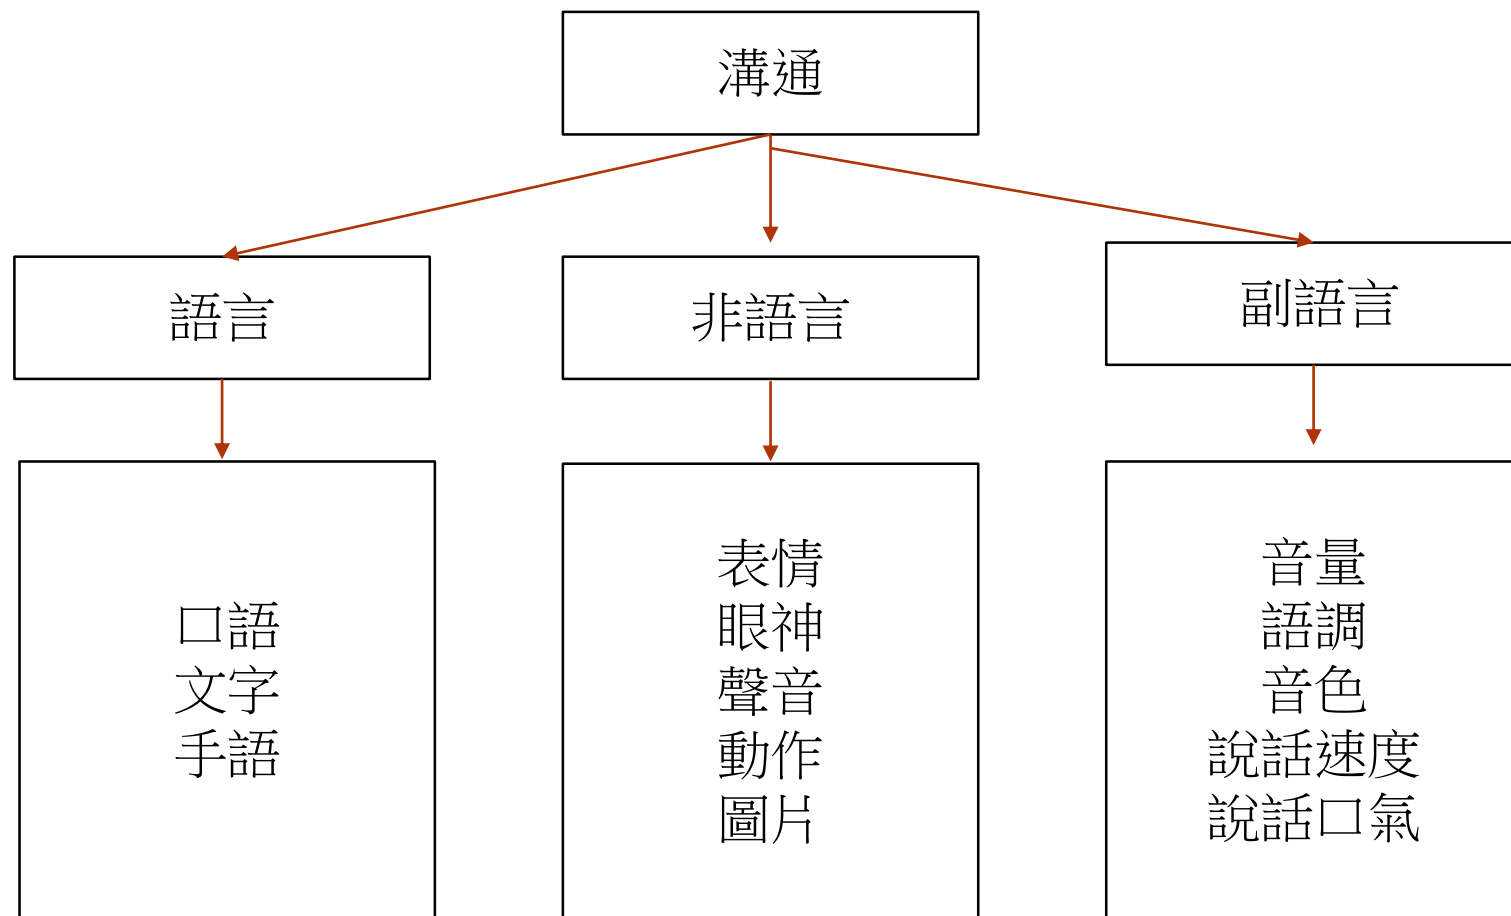 溝通
語言
非語言
副語言
口語
文字
手語
表情
眼神
聲音
動作
圖片
音量
語調
音色
說話速度
說話口氣